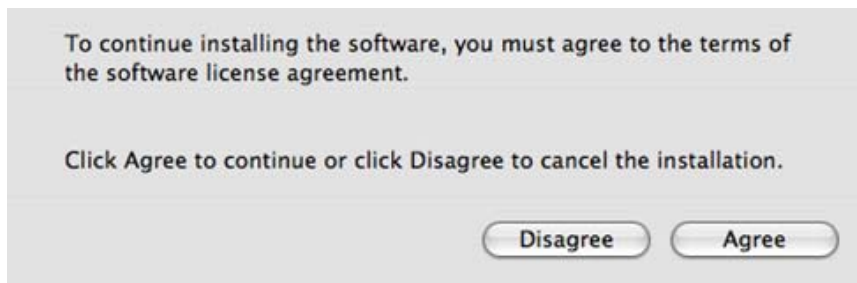 To continue installing the software, you must agree to the terms of
the software license agreement.
Click Agree to continue or click Disagree to cancel the installation.
Disagree Agree